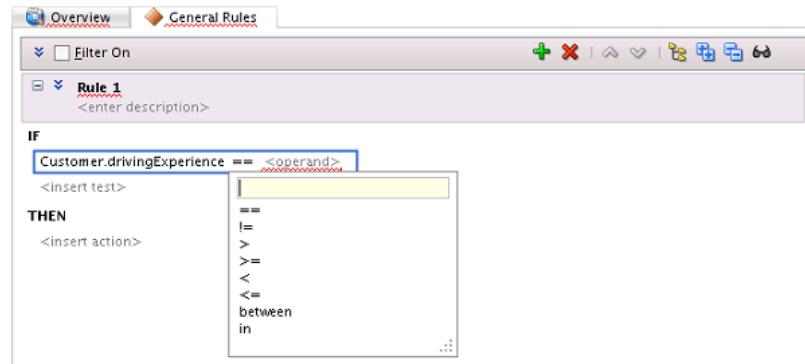 Overview General Rules
Filter On
Rule 1
<enter description>
IF
Customer.drivingExperience == <operand>
<insert test>
==
!=
>
>=
<
<=
between
in
THEN
<insert action>